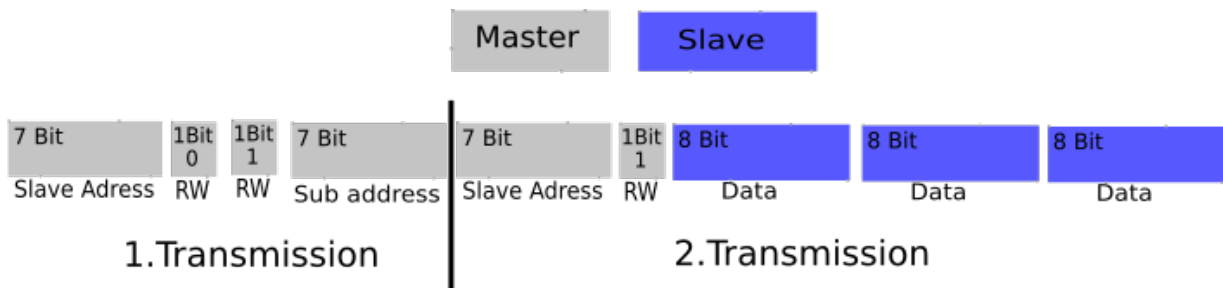 Master Slave
7 Bit 1Bit 1Bit 7 Bit 7 Bit 1Bit 8 Bit 8 Bit 8 Bit
0 1 1
Slave Adress RW RW Sub address Slave Adress RW Data Data Data
1.Transmission 2.Transmission